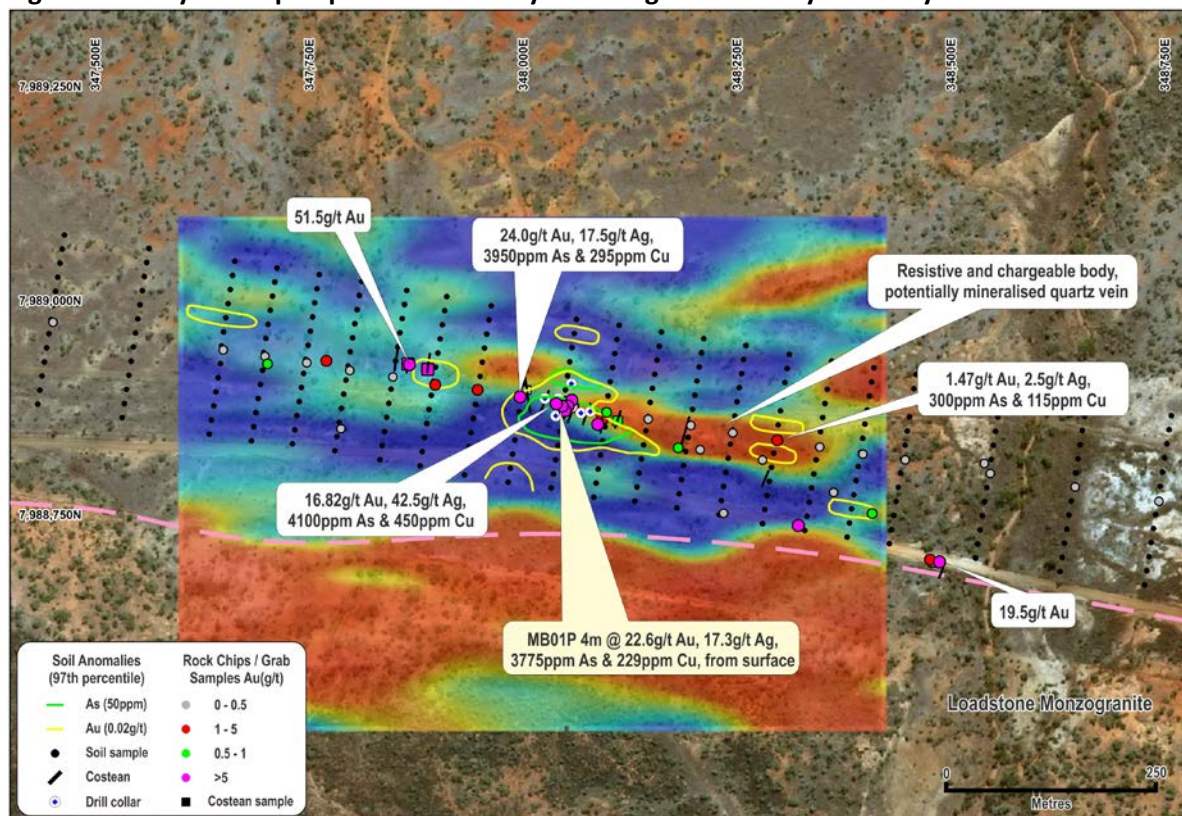 347,500E
347,750E
348,000E
348,250E
348,500E
348,750E
7,989,250N
7,989,000N
7,988,750N
51.5g/t Au
24.0g/t Au, 17.5g/t Ag,
3950ppm As & 295ppm Cu
Resistive and chargeable body,
potentially mineralised quartz vein
1.47g/t Au, 2.5g/t Ag,
300ppm As & 115ppm Cu
16.82g/t Au, 42.5g/t Ag,
4100ppm As & 450ppm Cu
MB01P 4m @ 22.6g/t Au, 17.3g/t Ag,
3775ppm As & 229ppm Cu, from surface
19.5g/t Au
Loadstone Monzogranite
Soil Anomalies
(97th percentile)
As (50ppm)
Au (0.02g/t)
Soil sample
Costean
Drill collar
Rock Chips / Grab
Samples Au(g/t)
0 - 0.5
1 - 5
0.5 - 1
>5
Costean sample
0
250
Metres